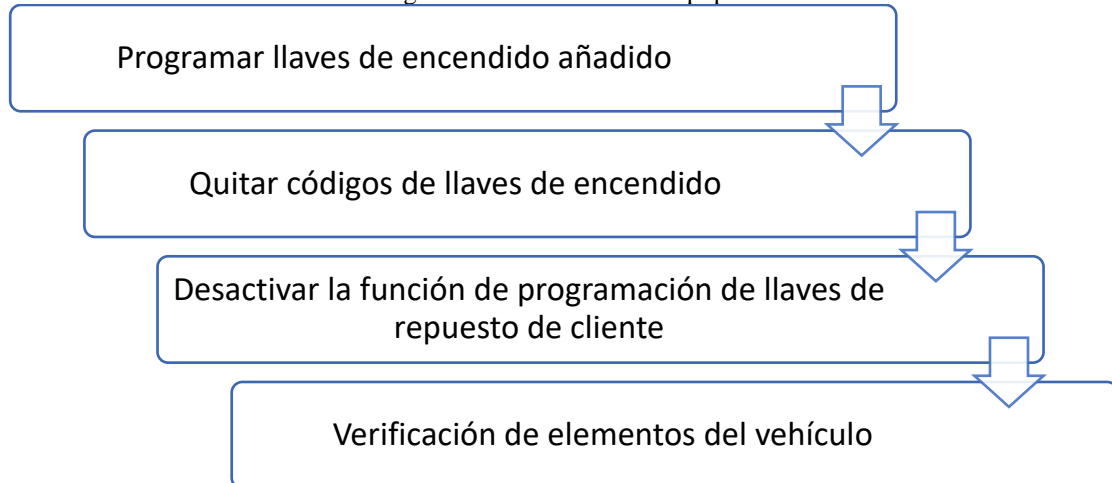 Programar llaves de encendido añadido
Quitar códigos de llaves de encendido
Desactivar la función de programación de llaves de
repuesto de cliente
Verificación de elementos del vehículo